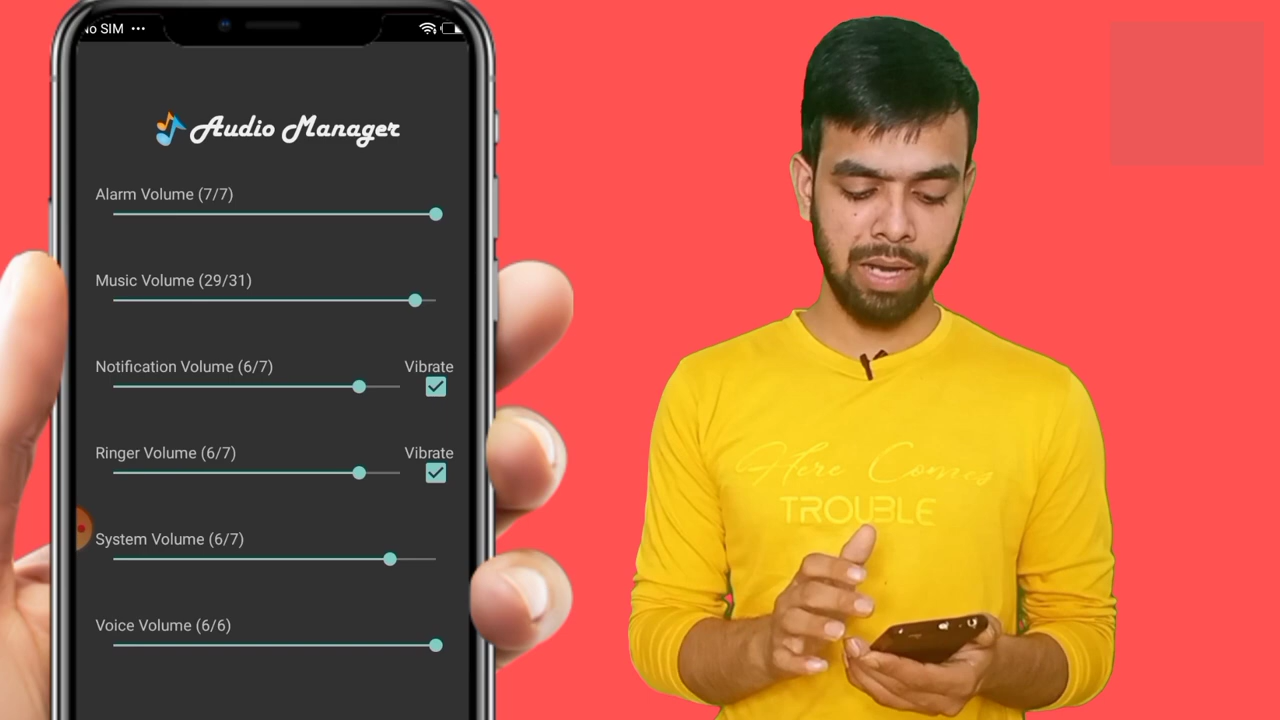 No SIM ...
Audio Manager
Alarm Volume (7/7)
Music Volume (29/31)
Notification Volume (6/7)
Vibrate
Ringer Volume (6/7)
Vibrate
System Volume (6/7)
Voice Volume (6/6)
Here Comes
TROUBLE